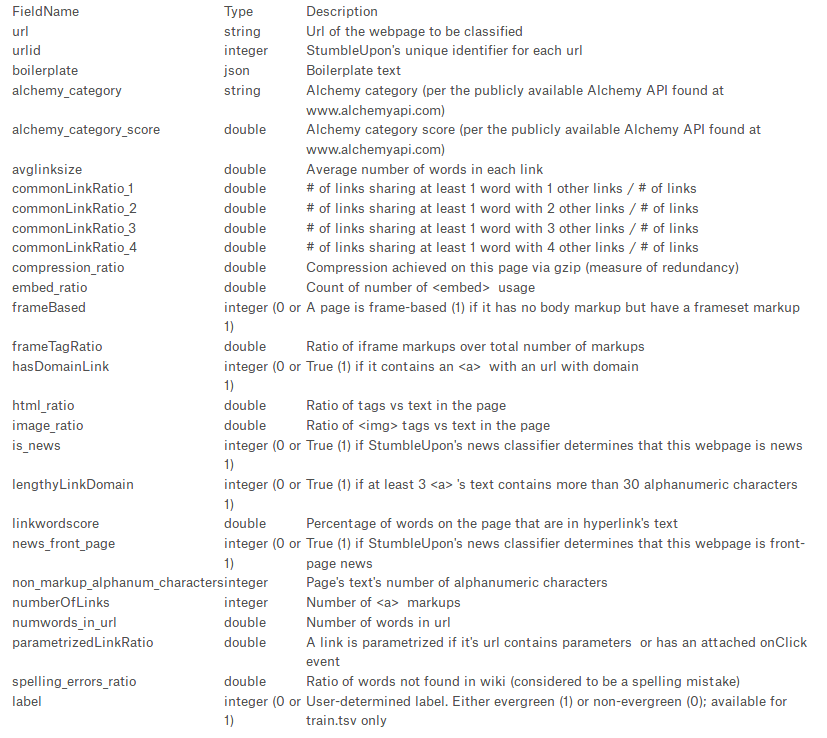 FieldName Type Description
url string Url of the webpage to be classified
urlid integer StumbleUpon's unique identifier for each url
boilerplate json Boilerplate text
alchemy_category string Alchemy category (per the publicly available Alchemy API found at
www.alchemyapi.com)
alchemy_category_score double Alchemy category score (per the publicly available Alchemy API found at
www.alchemyapi.com)
avglinksize double Average number of words in each link
commonLinkRatio_1 double # of links sharing at least 1 word with 1 other links / # of links
commonLinkRatio_2 double # of links sharing at least 1 word with 2 other links / # of links
commonLinkRatio_3 double # of links sharing at least 1 word with 3 other links / # of links
commonLinkRatio_4 double # of links sharing at least 1 word with 4 other links / # of links
compression_ratio double Compression achieved on this page via gzip (measure of redundancy)
embed_ratio double Count of number of <embed> usage
frameBased integer (0 or A page is frame-based (1) if it has no body markup but have a frameset markup
1)
frameTagRatio double Ratio of iframe markups over total number of markups
hasDomainLink integer (0 or True (1) if it contains an <a> with an url with domain
1)
html_ratio double Ratio of tags vs text in the page
image_ratio double Ratio of <img> tags vs text in the page
is_news integer (0 or True (1) if StumbleUpon's news classifier determines that this webpage is news
1)
lengthyLinkDomain integer (0 or True (1) if at least 3 <a> 's text contains more than 30 alphanumeric characters
1)
linkwordscore double Percentage of words on the page that are in hyperlink's text
news_front_page integer (0 or True (1) if StumbleUpon's news classifier determines that this webpage is front-
1) page news
non_markup_alphanum_characters integer Page's text's number of alphanumeric characters
numberOfLinks integer Number of <a> markups
numwords_in_url double Number of words in url
parametrizedLinkRatio double A link is parametrized if it's url contains parameters or has an attached onClick
event
spelling_errors_ratio double Ratio of words not found in wiki (considered to be a spelling mistake)
label integer (0 or User-determined label. Either evergreen (1) or non-evergreen (0); available for
1) train.tsv only